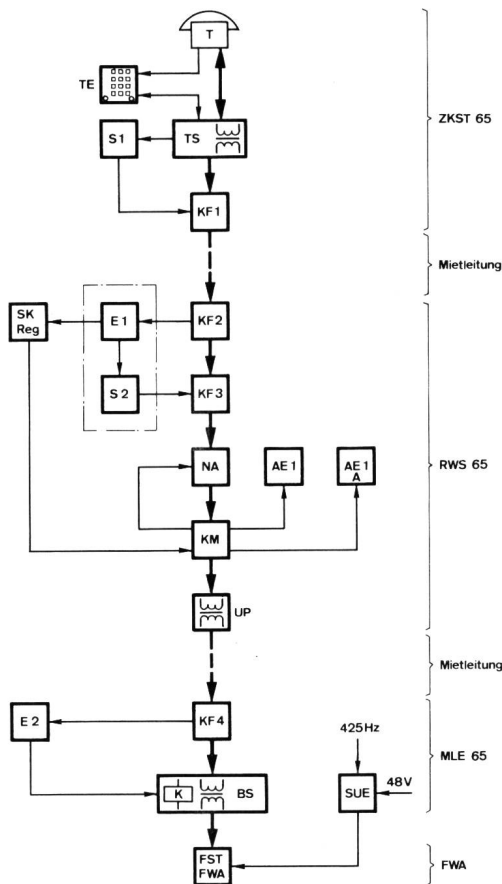 T
TE
S1
TS
ZKST 65
KF1
Mietleitung
SK
Reg
E1
KF2
S2
KF3
RWS 65
NA
AE1
AE1
A
KM
UP
Mietleitung
E2
KF4
425Hz
MLE 65
K
BS
SUE
48V
FST
FWA
FWA